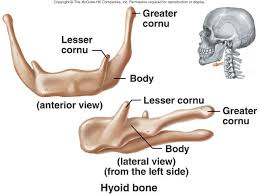 Copyright © The McGraw-Hill Companies, Inc. Permission required for reproduction or display.
Greater
cornu
Lesser
cornu
Body
(anterior view)
Lesser cornu
Greater
cornu
Body
(lateral view)
(from the left side)
Hyoid bone